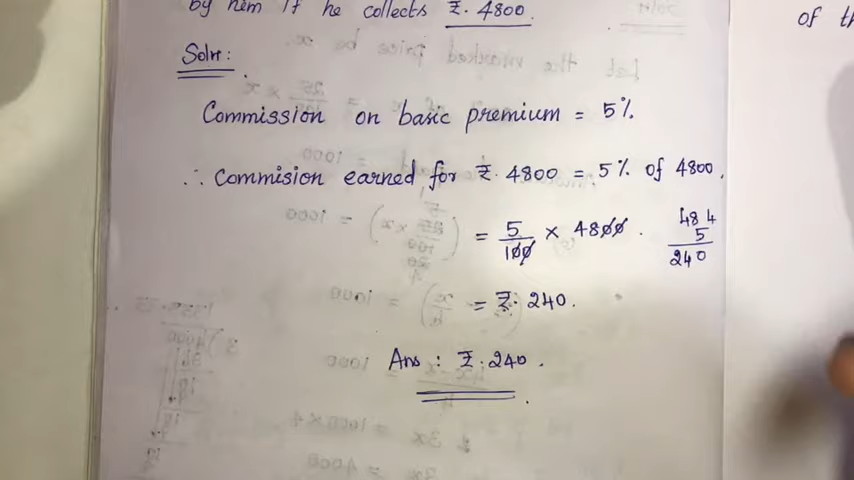 by him if he collects ₹. 4800.
of th
Soln:
Commission on basic premium = 5%.
∴ Commision earned for ₹. 4800 = 5% of 4800.
= 5/100 × 4800.
48 4
5
240
= ₹. 240.
Ans : ₹. 240.